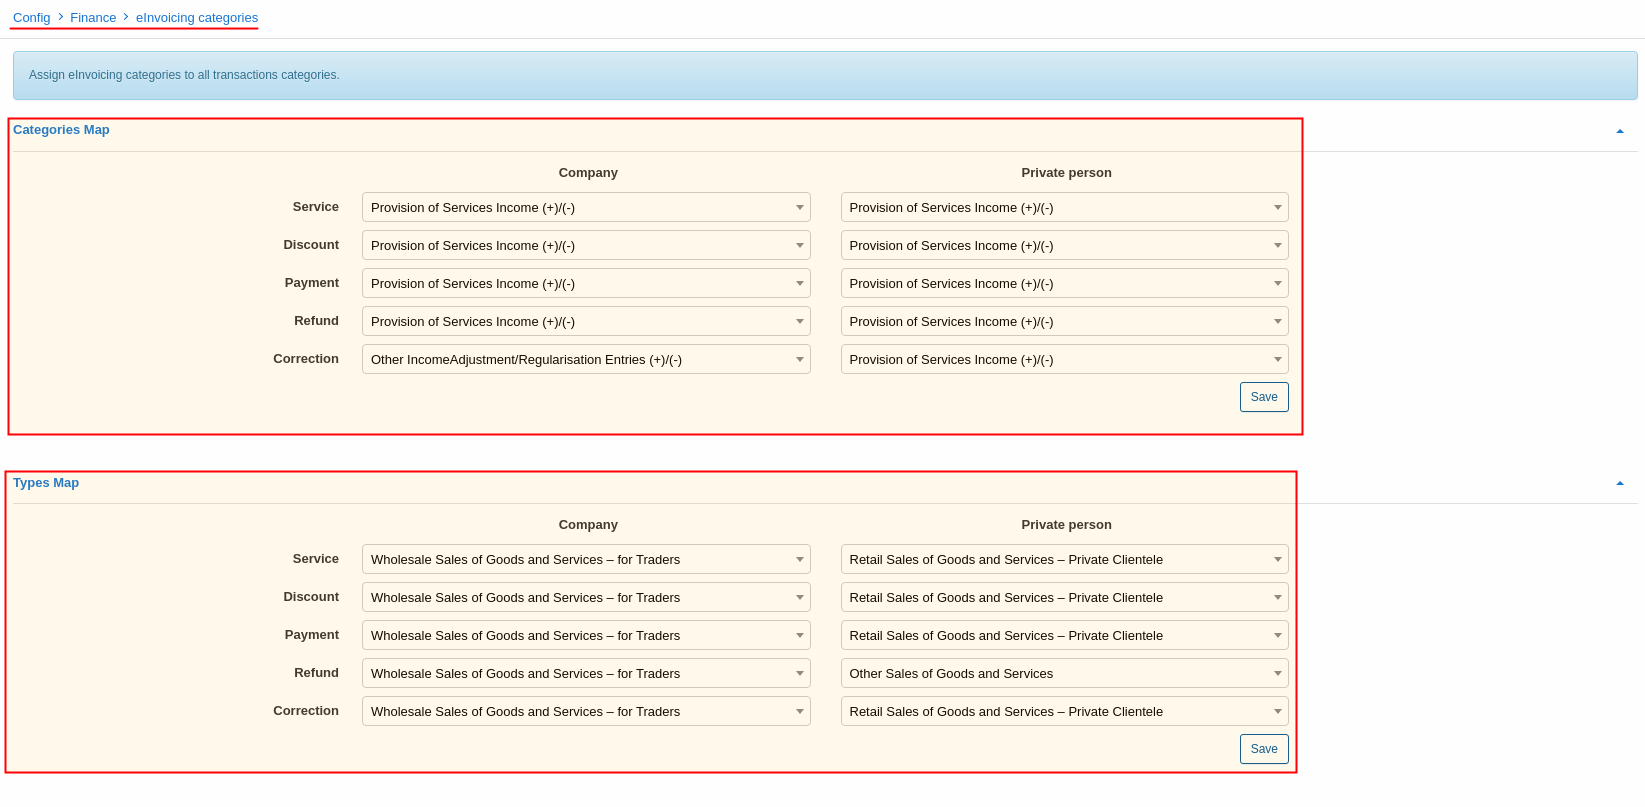 Config > Finance > eInvoicing categories
Assign eInvoicing categories to all transactions categories.
Categories Map
Company Private person
Service Provision of Services Income (+)/(-) Provision of Services Income (+)/(-)
Discount Provision of Services Income (+)/(-) Provision of Services Income (+)/(-)
Payment Provision of Services Income (+)/(-) Provision of Services Income (+)/(-)
Refund Provision of Services Income (+)/(-) Provision of Services Income (+)/(-)
Correction Other IncomeAdjustment/Regularisation Entries (+)/(-) Provision of Services Income (+)/(-)
Save
Types Map
Company Private person
Service Wholesale Sales of Goods and Services – for Traders Retail Sales of Goods and Services – Private Clientele
Discount Wholesale Sales of Goods and Services – for Traders Retail Sales of Goods and Services – Private Clientele
Payment Wholesale Sales of Goods and Services – for Traders Retail Sales of Goods and Services – Private Clientele
Refund Wholesale Sales of Goods and Services – for Traders Other Sales of Goods and Services
Correction Wholesale Sales of Goods and Services – for Traders Retail Sales of Goods and Services – Private Clientele
Save